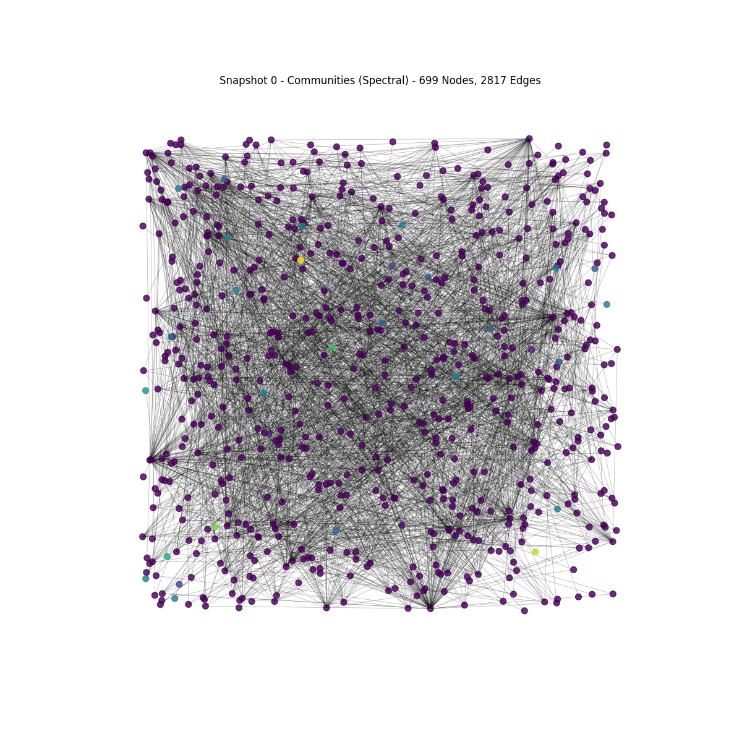 Snapshot 0 - Communities (Spectral) - 699 Nodes, 2817 Edges